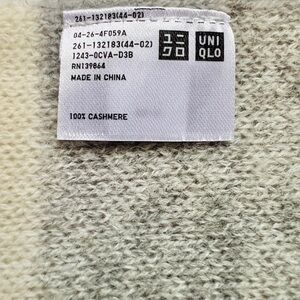 261-132183(44-02)
04-26-4F059A
261-132183(44-02)
1243-0CVA-D3B
RN139864
MADE IN CHINA
100% CASHMERE
ユニ
クロ
UNI
QLO